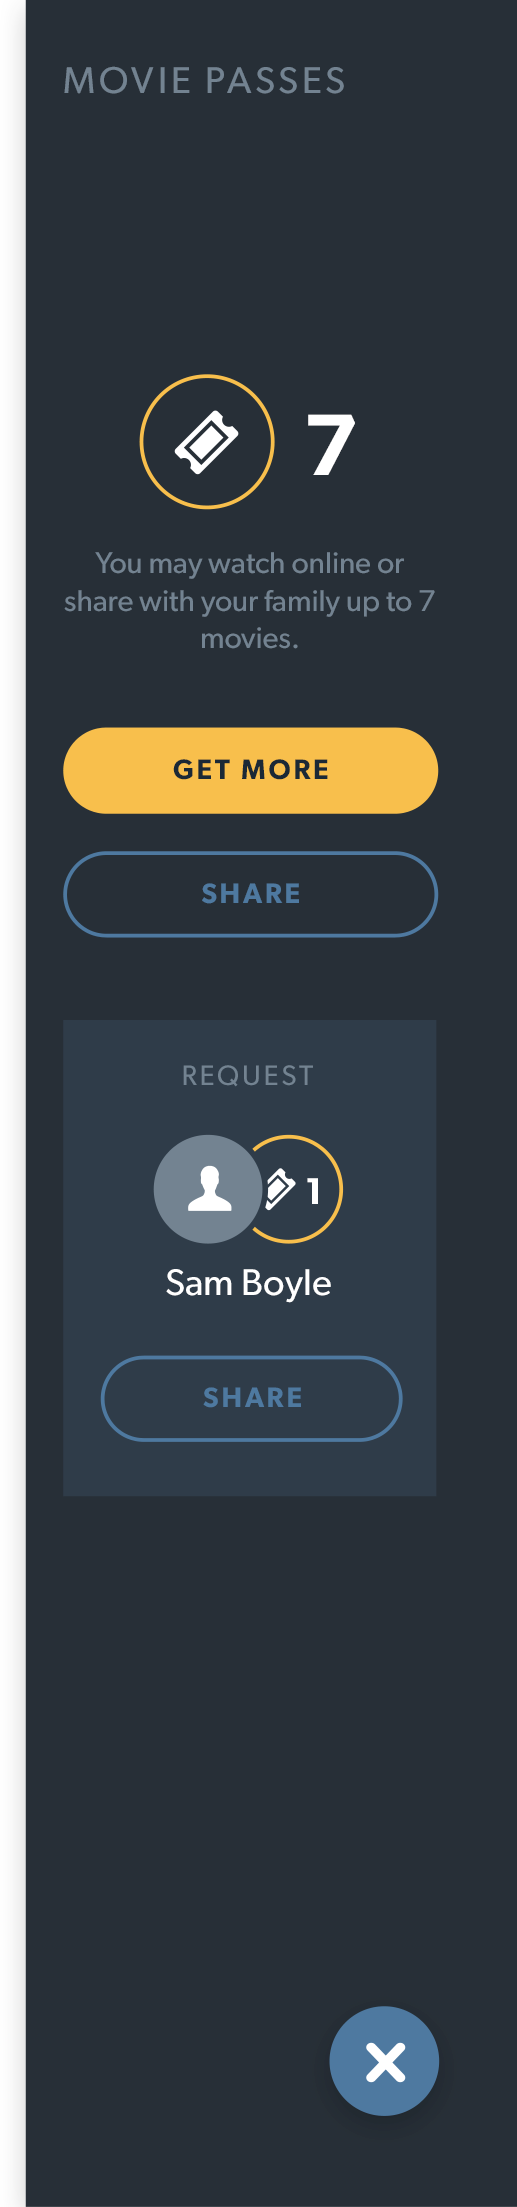 MOVIE PASSES
7
You may watch online or
share with your family up to 7
movies.
GET MORE
SHARE
REQUEST
1
Sam Boyle
SHARE